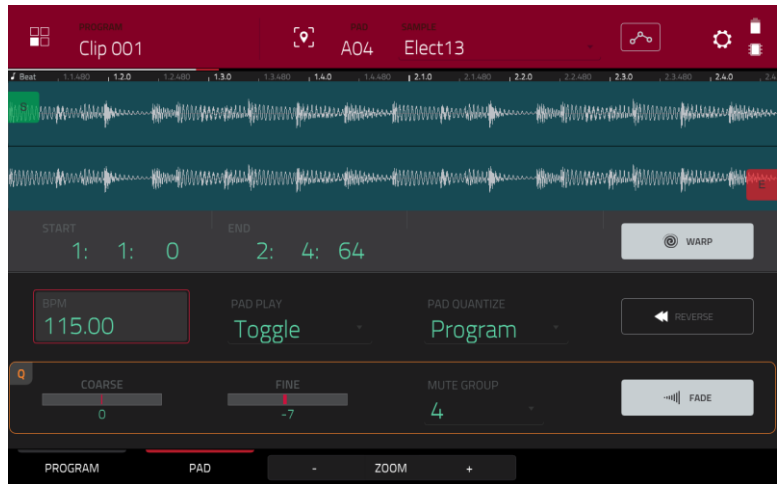 PROGRAM PAD SAMPLE
Clip 001 A04 Elect13
Beat 1.1.480 1.2.0 1.2.480 1.3.0 1.3.480 1.4.0 1.4.480 2.1.0 2.1.480 2.2.0 2.2.480 2.3.0 2.3.480 2.4.0 2.4
S
E
START END
1: 1: 0 2: 4: 64
WARP
BPM PAD PLAY PAD QUANTIZE
115.00 Toggle Program
REVERSE
Q
COARSE FINE MUTE GROUP
0 -7 4
FADE
PROGRAM PAD - ZOOM +